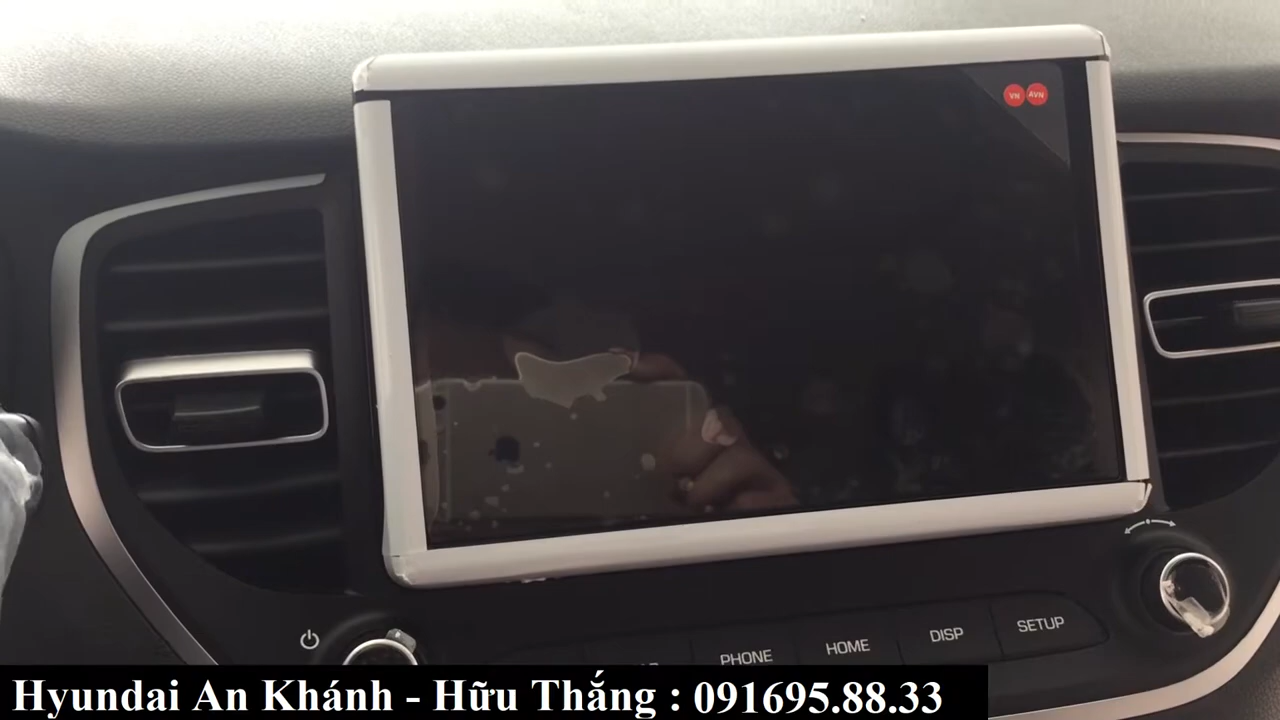 VN AVN
PHONE HOME DISP SETUP
Hyundai An Khánh - Hữu Thắng : 091695.88.33